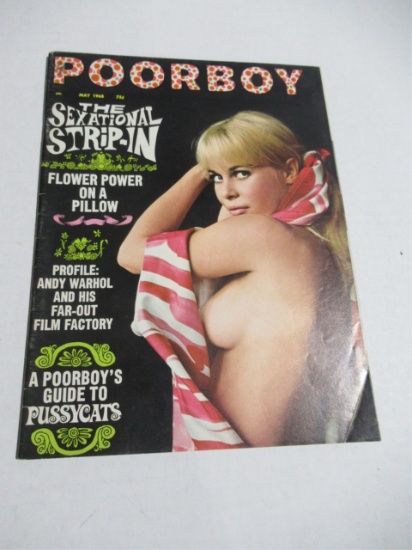 POORBOY
MAY 1968 75¢
THE
SEXATIONAL
STRIP-IN
FLOWER POWER
ON A
PILLOW
PROFILE:
ANDY WARHOL
AND HIS
FAR-OUT
FILM FACTORY
A POORBOY'S
GUIDE TO
PUSSYCATS